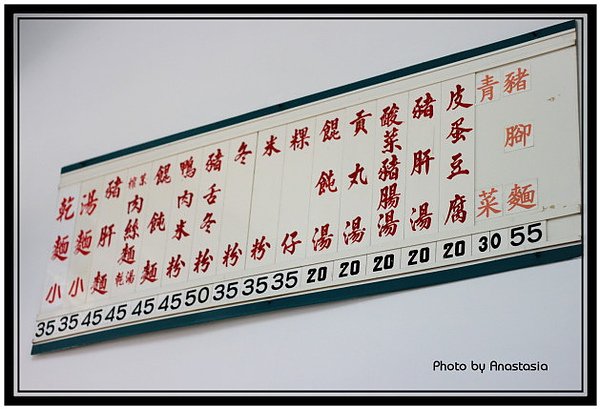 豬腳麵
青菜
皮蛋豆腐
豬肝湯
酸菜豬腸湯
貢丸湯
餛飩湯
粿仔
米粉
冬粉
豬舌冬粉
鴨肉米粉
餛飩麵
榨菜肉絲麵乾湯
豬肝麵
湯麵小
乾麵小
35 35 45 45 45 45 50 35 35 35 20 20 20 20 20 30 55
Photo by Anastasia